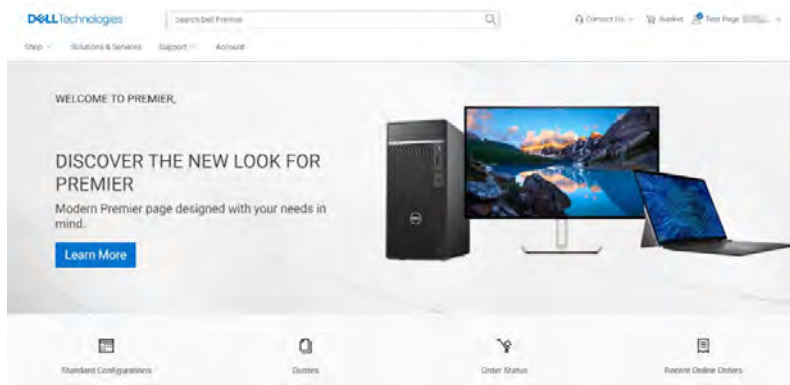 DELL Technologies
Search Dell Premier
Contact Us
Basket
Test Page
Shop
Solutions & Services
Support
Account
WELCOME TO PREMIER,
DISCOVER THE NEW LOOK FOR
PREMIER
Modern Premier page designed with your needs in
mind.
Learn More
Standard Configurations
Quotes
Order Status
Recent Online Orders